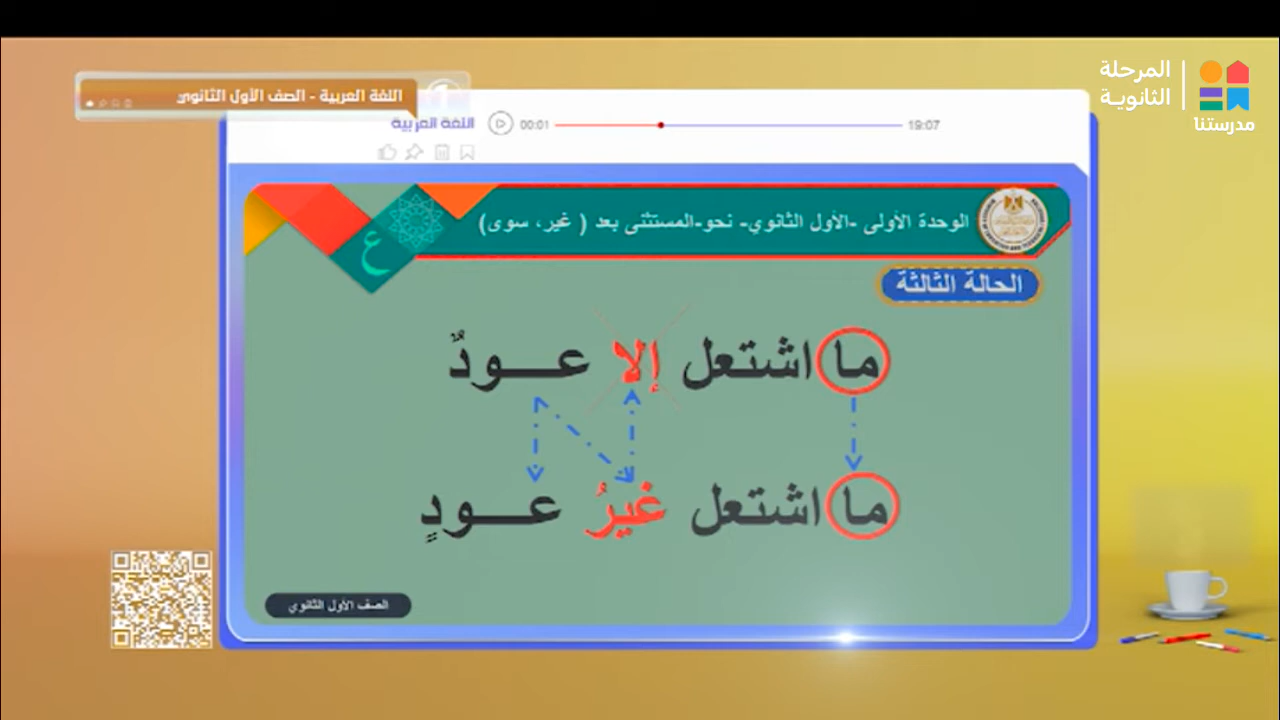 المرحلة
الثانوية
مدرستنا
اللغة العربية - الصف الأول الثانوي
اللغة العربية
00:01
19:07
الوحدة الأولى -الأول الثانوي- نحو-المستثنى بعد ( غير، سوى)
ع
الحالة الثالثة
ما اشتعل إلا عــود��
ما اشتعل غيرُ عــودٍ
الصف الأول الثانوي